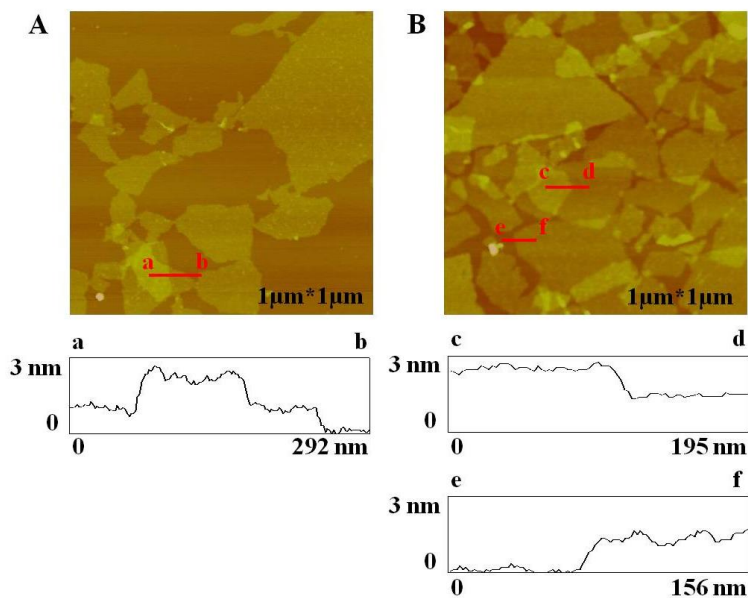 A
B
a b
c d
e f
1μm*1μm
1μm*1μm
a b
3 nm
0
0 292 nm
c d
3 nm
0
0 195 nm
e f
3 nm
0
0 156 nm